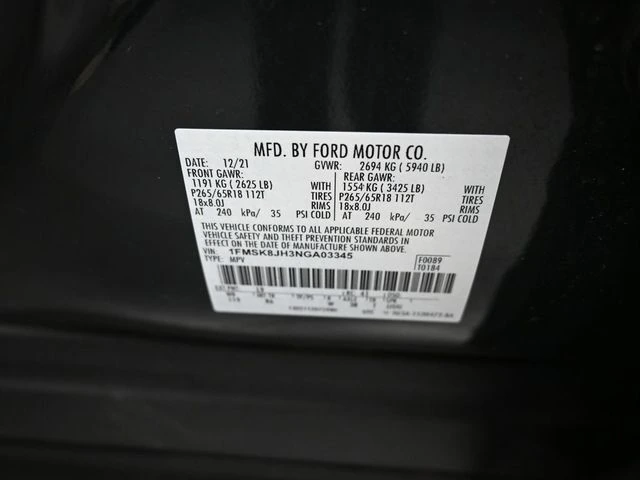 MFD. BY FORD MOTOR CO.
DATE: 12/21 GVWR: 2694 KG ( 5940 LB)
FRONT GAWR: REAR GAWR:
1191 KG ( 2625 LB) WITH 1554 KG ( 3425 LB) WITH
P265/65R18 112T TIRES P265/65R18 112T TIRES
18x8.0J RIMS 18x8.0J RIMS
AT 240 kPa/ 35 PSI COLD AT 240 kPa/ 35 PSI COLD
THIS VEHICLE CONFORMS TO ALL APPLICABLE FEDERAL MOTOR
VEHICLE SAFETY AND THEFT PREVENTION STANDARDS IN EFFECT
ON THE DATE OF MANUFACTURE SHOWN ABOVE.
VIN: 1FMSK8JH3NGA03345 F0089
TYPE: MPV T0184
EXT PNT: